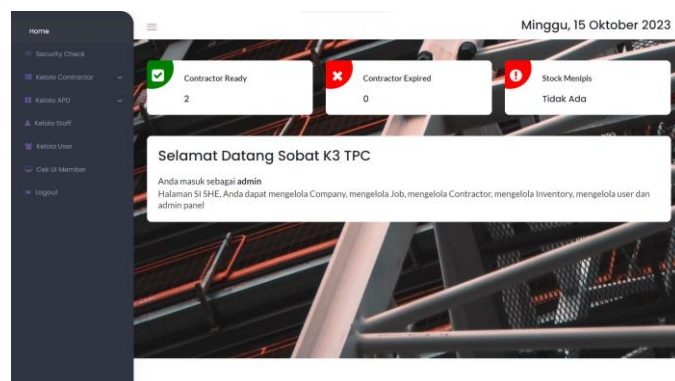 Home
Minggu, 15 Oktober 2023
Security Check
Kelola Contractor
Kelola APD
Kelola Staff
Kelola User
Cek UI Member
Logout
Contractor Ready
2
Contractor Expired
0
Stock Menipis
Tidak Ada
Selamat Datang Sobat K3 TPC
Anda masuk sebagai admin
Halaman SI SHE, Anda dapat mengelola Company, mengelola Job, mengelola Contractor, mengelola Inventory, mengelola user dan
admin panel